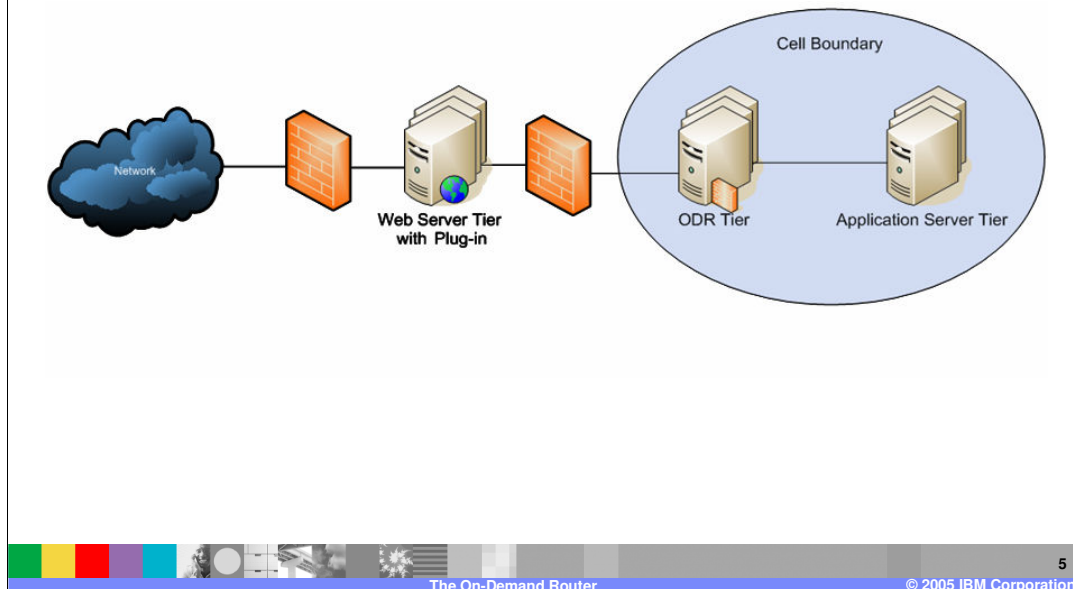 Cell Boundary
Network
Web Server Tier
with Plug-in
ODR Tier
Application Server Tier
5
The On-Demand Router
© 2005 IBM Corporation